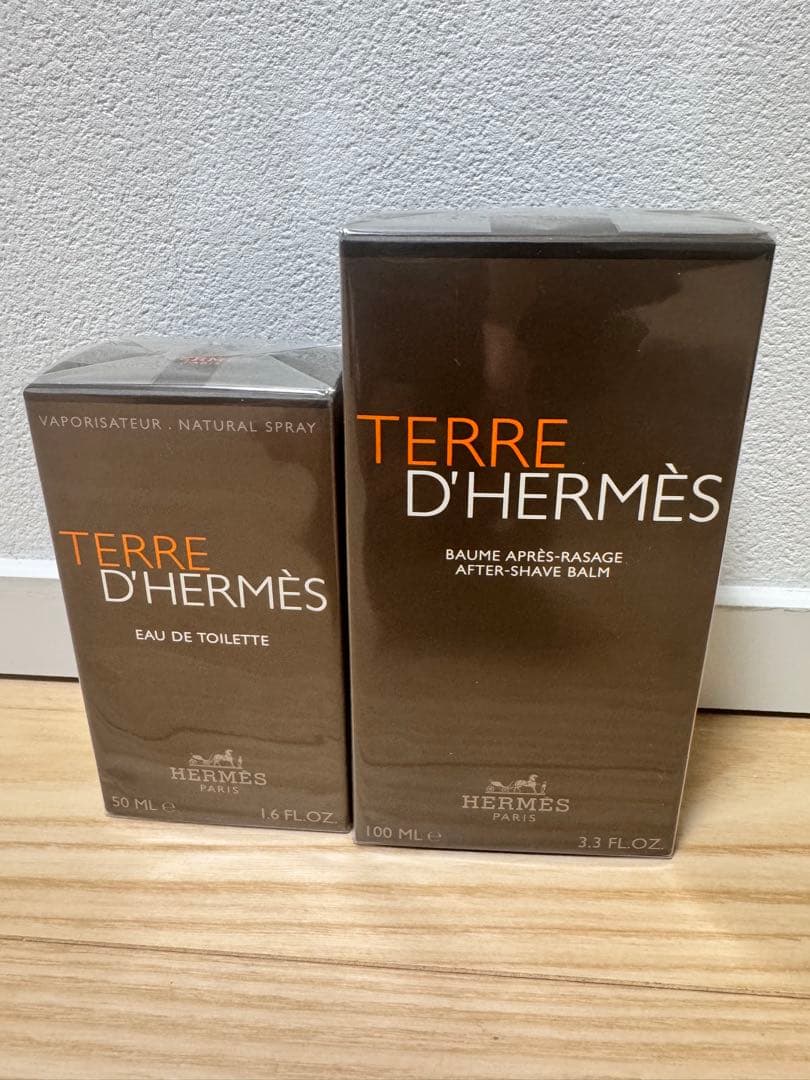 VAPORISATEUR . NATURAL SPRAY
TERRE
D'HERMÈS
EAU DE TOILETTE
HERMÈS
PARIS
50 ML ℮
1.6 FL.OZ.
TERRE
D'HERMÈS
BAUME APRÈS-RASAGE
AFTER-SHAVE BALM
HERMÈS
PARIS
100 ML ℮
3.3 FL.OZ.